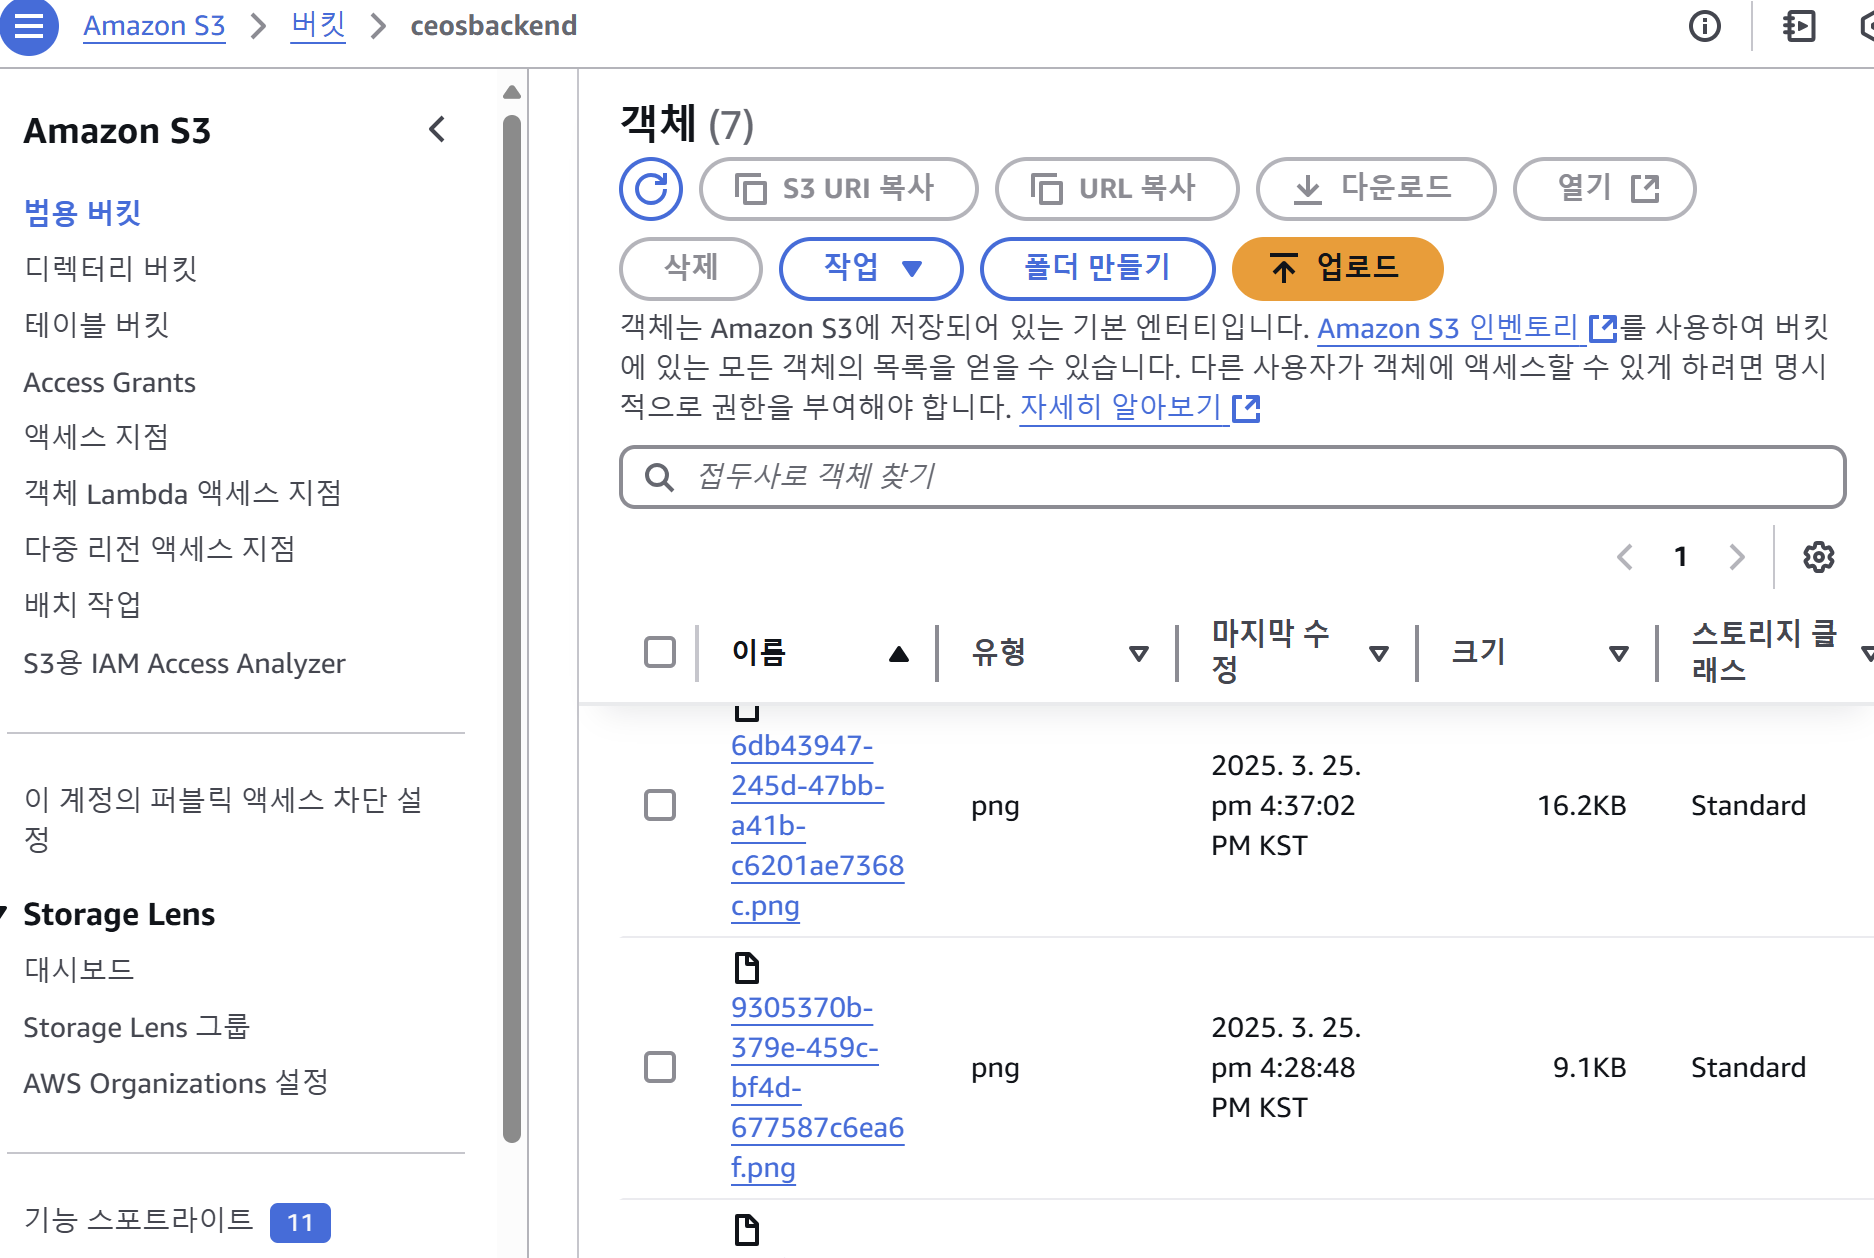 Amazon S3 > 버킷 > ceosbackend
Amazon S3
범용 버킷
디렉터리 버킷
테이블 버킷
Access Grants
액세스 지점
객체 Lambda 액세스 지점
다중 리전 액세스 지점
배치 작업
S3용 IAM Access Analyzer
이 계정의 퍼블릭 액세스 차단 설
정
Storage Lens
대시보드
Storage Lens 그룹
AWS Organizations 설정
기능 스포트라이트 11
객체 (7)
S3 URI 복사 URL 복사 다운로드 열기
삭제 작업 폴더 만들기 업로드
객체는 Amazon S3에 저장되어 있는 기본 엔터티입니다. Amazon S3 인벤토리 를 사용하여 버킷
에 있는 모든 객체의 목록을 얻을 수 있습니다. 다른 사용자가 객체에 액세스할 수 있게 하려면 명시
적으로 권한을 부여해야 합니다. 자세히 알아보기
접두사로 객체 찾기
1
이름 유형 마지막 수 크기 스토리지 클
정 래스
6db43947-
245d-47bb- 2025. 3. 25.
a41b- png pm 4:37:02 16.2KB Standard
c6201ae7368 PM KST
c.png
9305370b-
379e-459c- 2025. 3. 25.
bf4d- png pm 4:28:48 9.1KB Standard
677587c6ea6 PM KST
f.png